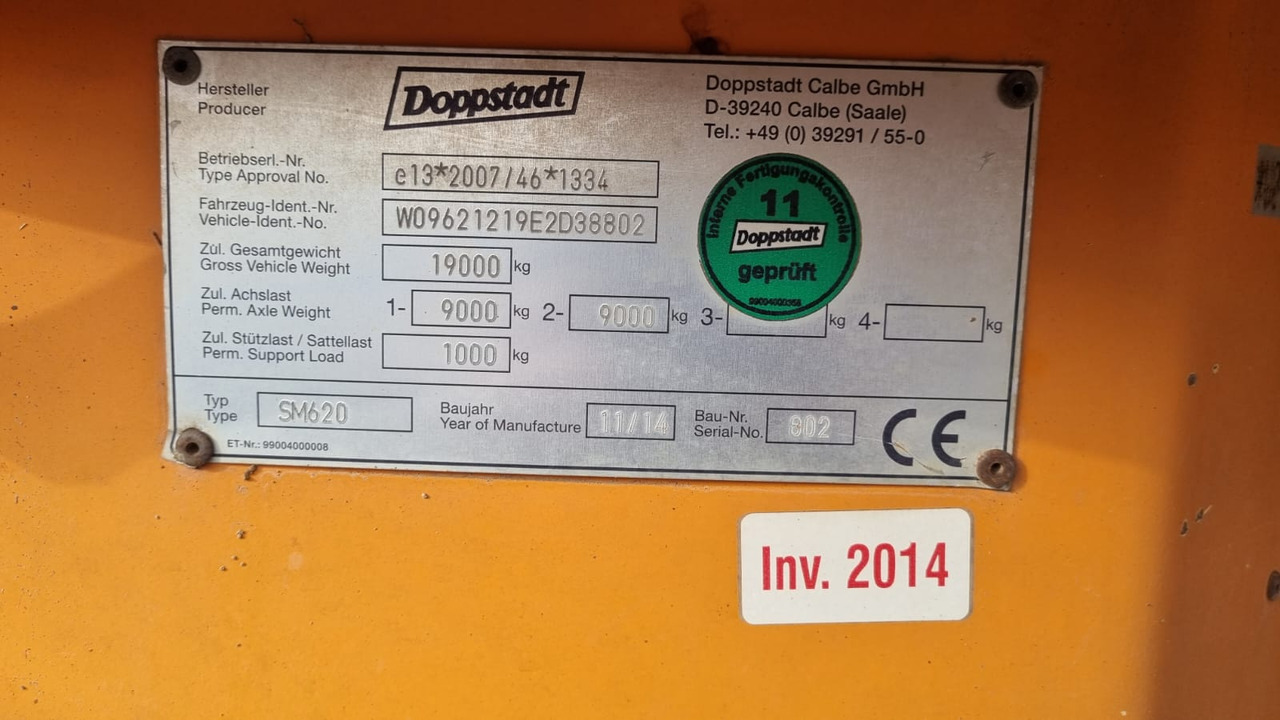 Hersteller
Producer
Doppstadt
Doppstadt Calbe GmbH
D-39240 Calbe (Saale)
Tel.: +49 (0) 39291 / 55-0
Betriebserl.-Nr.
Type Approval No.
e13*2007/46*1334
Fahrzeug-Ident.-Nr.
Vehicle-Ident.-No.
W09621219E2D38802
Zul. Gesamtgewicht
Gross Vehicle Weight
19000 kg
Zul. Achslast
Perm. Axle Weight
1- 9000 kg 2- 9000 kg 3- kg 4- kg
Zul. Stützlast / Sattellast
Perm. Support Load
1000 kg
Interne Fertigungskontrolle
11
Doppstadt
geprüft
99004000358
Typ
Type
SM620
Baujahr
Year of Manufacture
11/14
Bau-Nr.
Serial-No.
802
CE
ET-Nr.: 99004000008
Inv. 2014